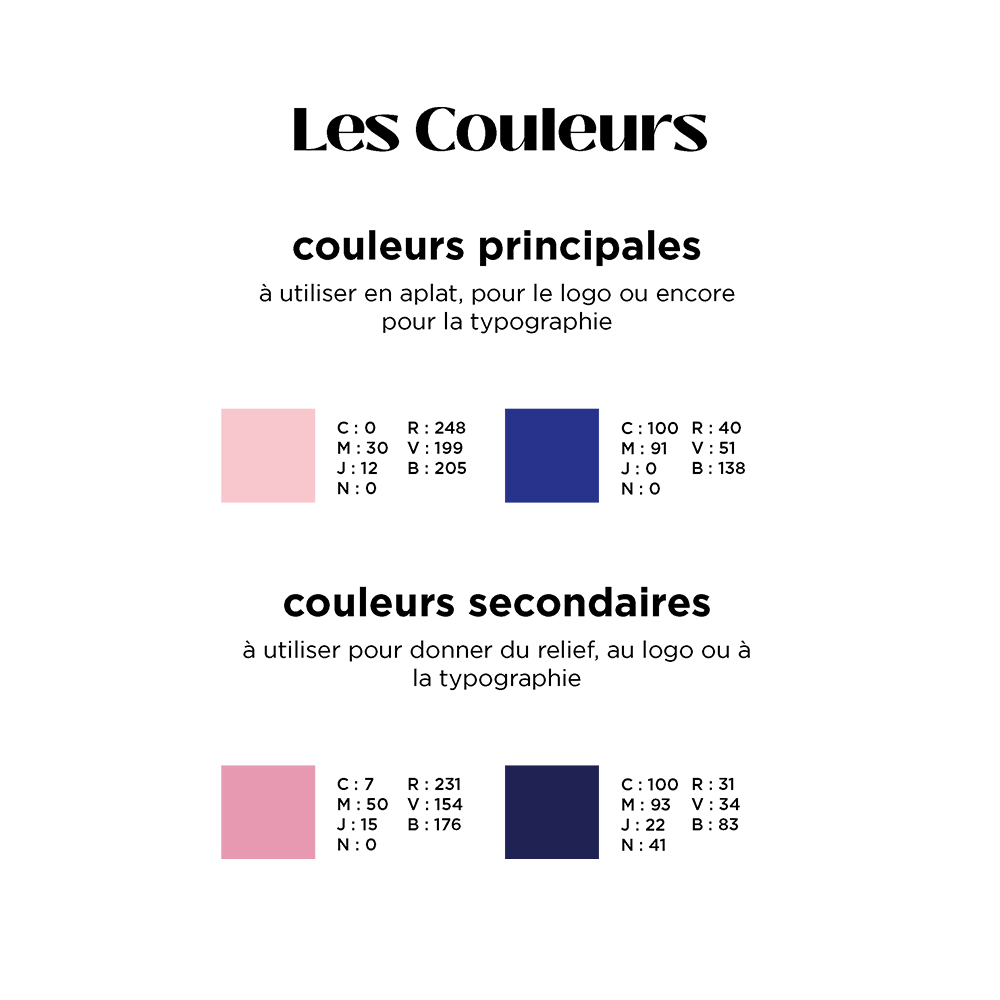 Les Couleurs
couleurs principales
à utiliser en aplat, pour le logo ou encore
pour la typographie
C : 0 R : 248
M : 30 V : 199
J : 12 B : 205
N : 0
C : 100 R : 40
M : 91 V : 51
J : 0 B : 138
N : 0
couleurs secondaires
à utiliser pour donner du relief, au logo ou à
la typographie
C : 7 R : 231
M : 50 V : 154
J : 15 B : 176
N : 0
C : 100 R : 31
M : 93 V : 34
J : 22 B : 83
N : 41